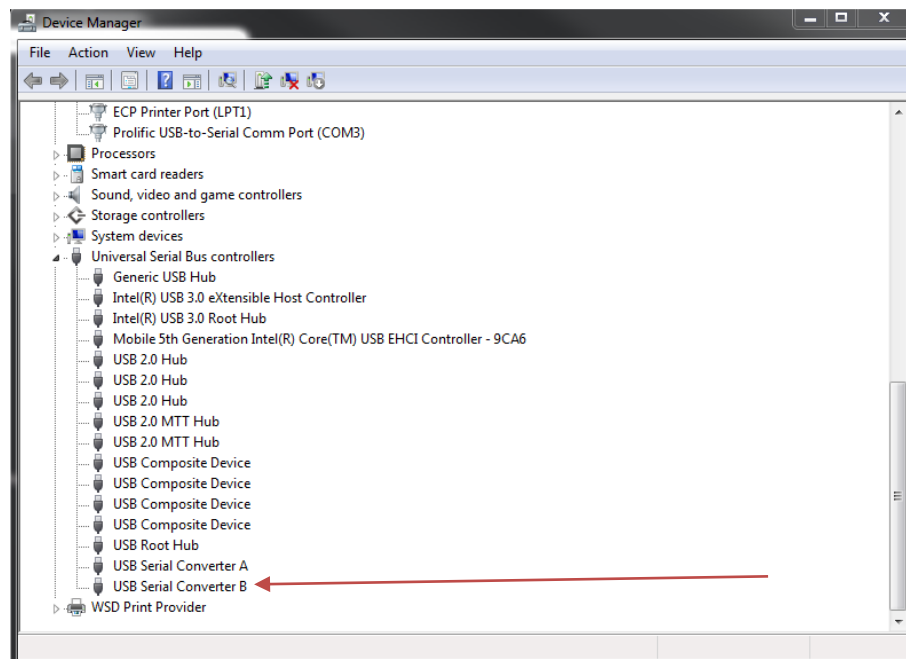 Device Manager
File Action View Help
ECP Printer Port (LPT1)
Prolific USB-to-Serial Comm Port (COM3)
Processors
Smart card readers
Sound, video and game controllers
Storage controllers
System devices
Universal Serial Bus controllers
Generic USB Hub
Intel(R) USB 3.0 eXtensible Host Controller
Intel(R) USB 3.0 Root Hub
Mobile 5th Generation Intel(R) Core(TM) USB EHCI Controller - 9CA6
USB 2.0 Hub
USB 2.0 Hub
USB 2.0 Hub
USB 2.0 MTT Hub
USB 2.0 MTT Hub
USB Composite Device
USB Composite Device
USB Composite Device
USB Composite Device
USB Root Hub
USB Serial Converter A
USB Serial Converter B
WSD Print Provider